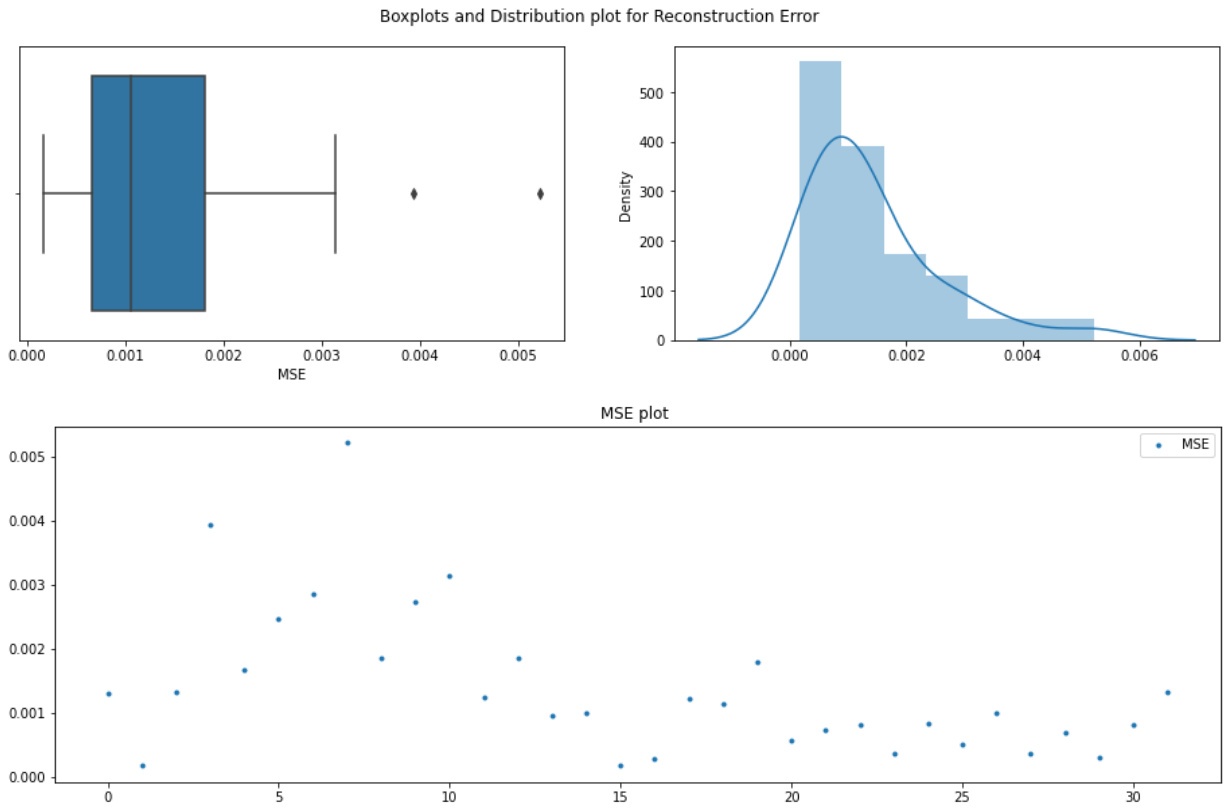 Boxplots and Distribution plot for Reconstruction Error
0.000 0.001 0.002 0.003 0.004 0.005
MSE
500
400
300
200
100
0
Density
0.000 0.002 0.004 0.006
MSE plot
MSE
0.005
0.004
0.003
0.002
0.001
0.000
0 5 10 15 20 25 30